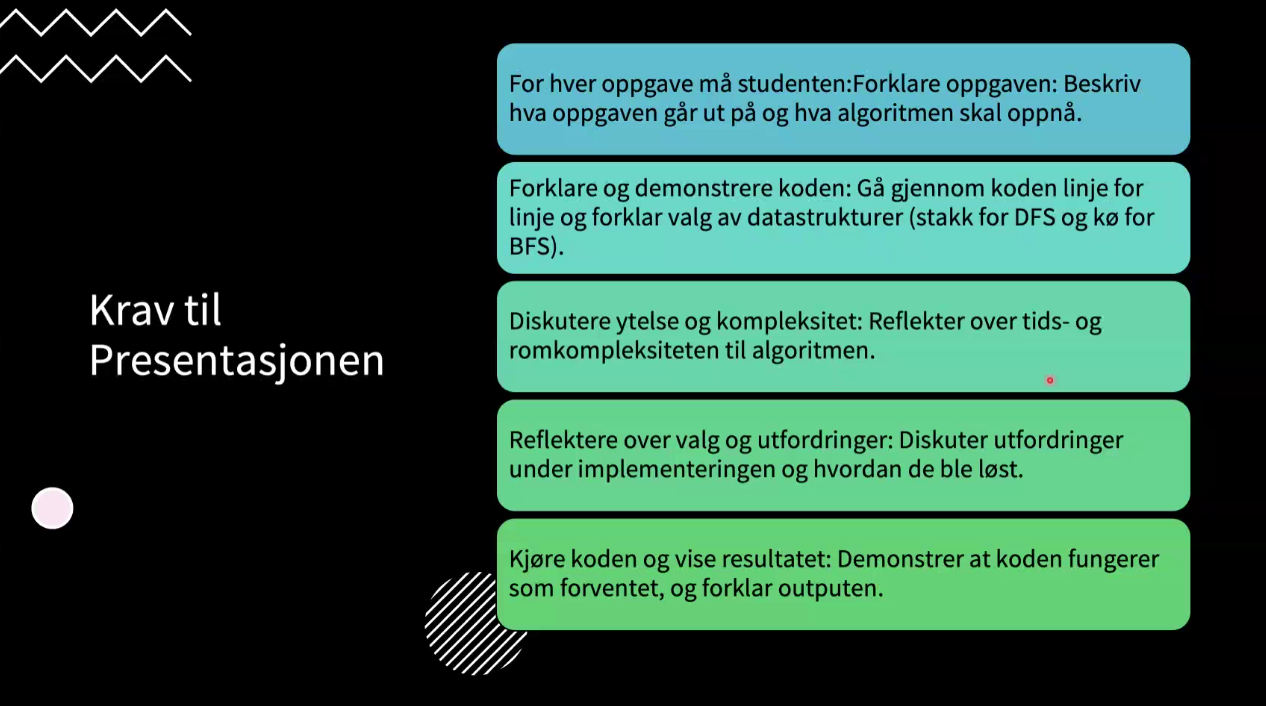 Krav til
Presentasjonen
For hver oppgave må studenten:Forklare oppgaven: Beskriv
hva oppgaven går ut på og hva algoritmen skal oppnå.
Forklare og demonstrere koden: Gå gjennom koden linje for
linje og forklar valg av datastrukturer (stakk for DFS og kø for
BFS).
Diskutere ytelse og kompleksitet: Reflekter over tids- og
romkompleksiteten til algoritmen.
Reflektere over valg og utfordringer: Diskuter utfordringer
under implementeringen og hvordan de ble løst.
Kjøre koden og vise resultatet: Demonstrer at koden fungerer
som forventet, og forklar outputen.